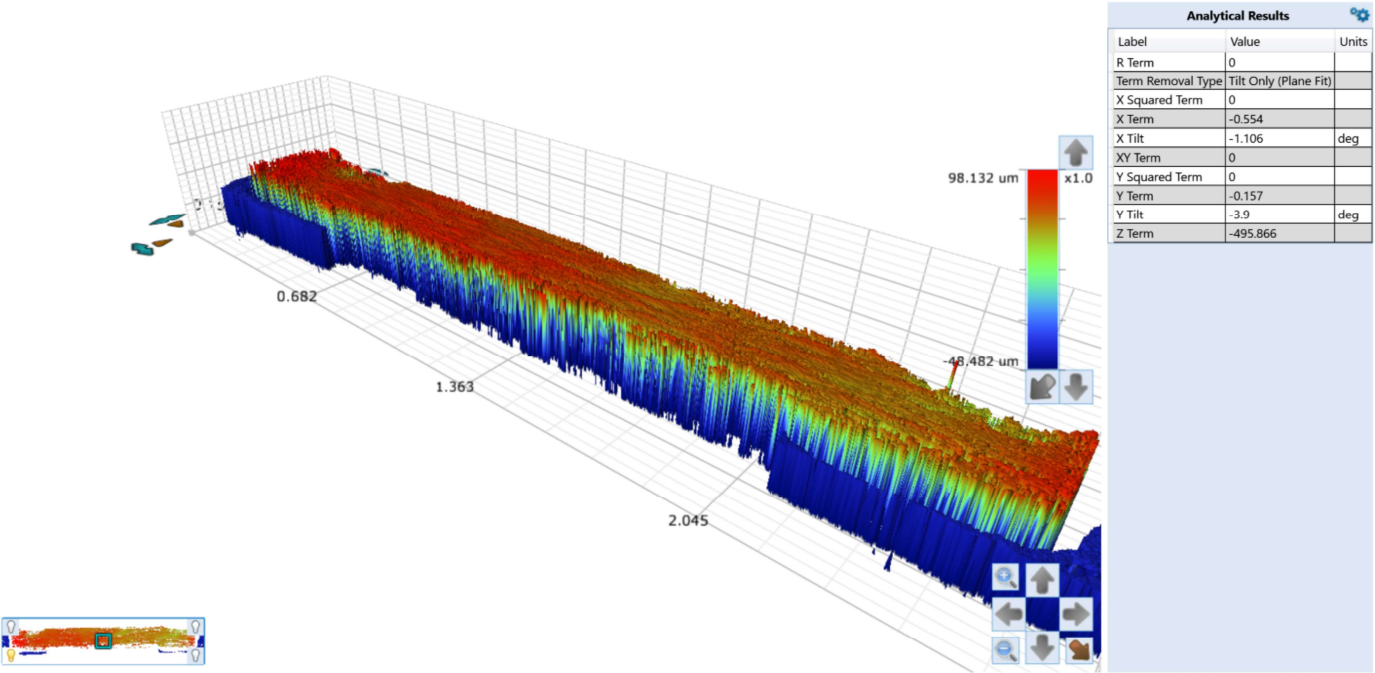 Analytical Results
Label Value Units
R Term 0
Term Removal Type Tilt Only (Plane Fit)
X Squared Term 0
X Term -0.554
X Tilt -1.106 deg
XY Term 0
Y Squared Term 0
Y Term -0.157
Y Tilt -3.9 deg
Z Term -495.866
98.132 um x1.0
-48.482 um
0.682
1.363
2.045